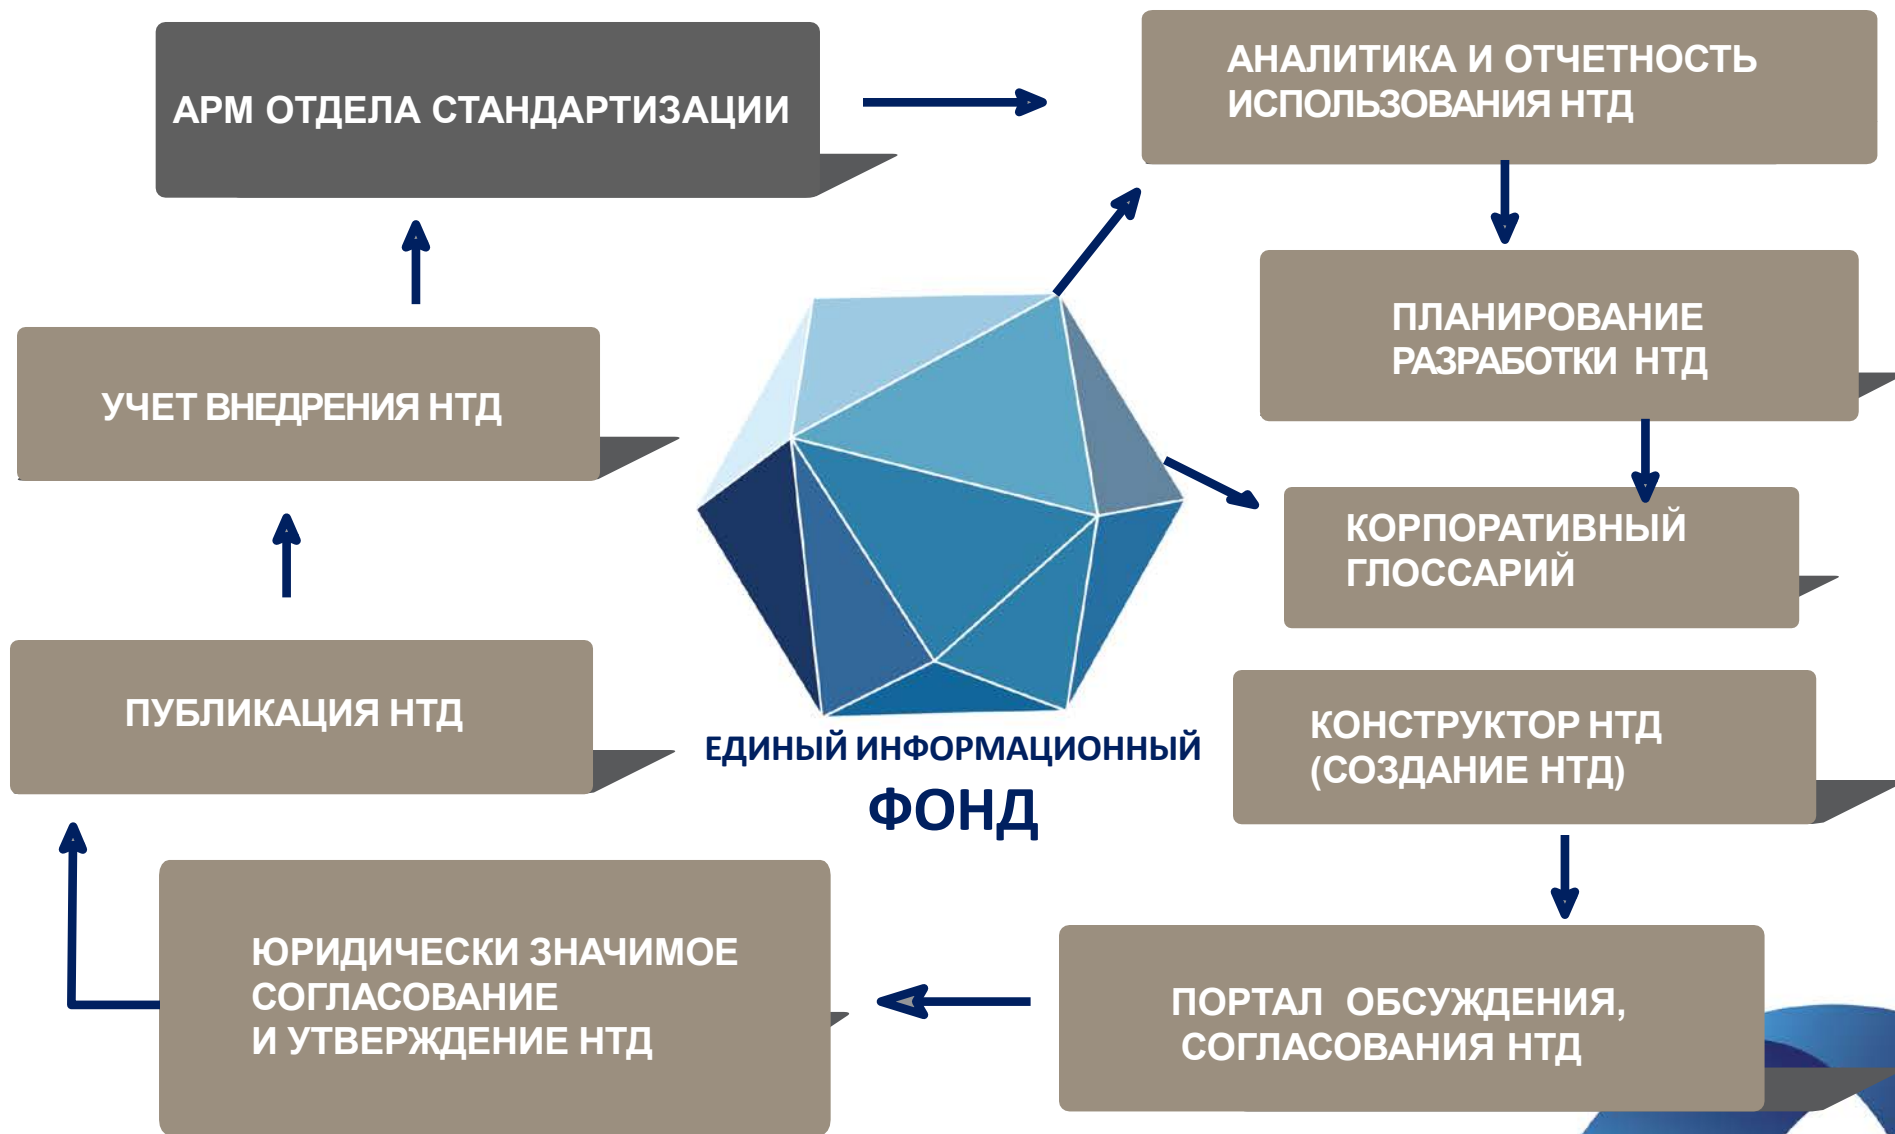 АРМ ОТДЕЛА СТАНДАРТИЗАЦИИ
АНАЛИТИКА И ОТЧЕТНОСТЬ
ИСПОЛЬЗОВАНИЯ НТД
ПЛАНИРОВАНИЕ
РАЗРАБОТКИ НТД
УЧЕТ ВНЕДРЕНИЯ НТД
КОРПОРАТИВНЫЙ
ГЛОССАРИЙ
ПУБЛИКАЦИЯ НТД
ЕДИНЫЙ ИНФОРМАЦИОННЫЙ
ФОНД
КОНСТРУКТОР НТД
(СОЗДАНИЕ НТД)
ЮРИДИЧЕСКИ ЗНАЧИМОЕ
СОГЛАСОВАНИЕ
И УТВЕРЖДЕНИЕ НТД
ПОРТАЛ ОБСУЖДЕНИЯ,
СОГЛАСОВАНИЯ НТД